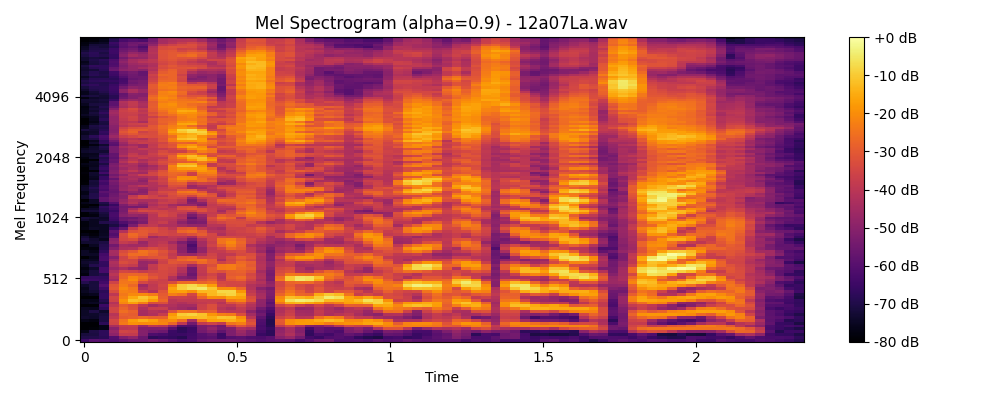 Mel Spectrogram (alpha=0.9) - 12a07La.wav
Mel Frequency
4096
2048
1024
512
0
0
0.5
1
1.5
2
Time
+0 dB
-10 dB
-20 dB
-30 dB
-40 dB
-50 dB
-60 dB
-70 dB
-80 dB